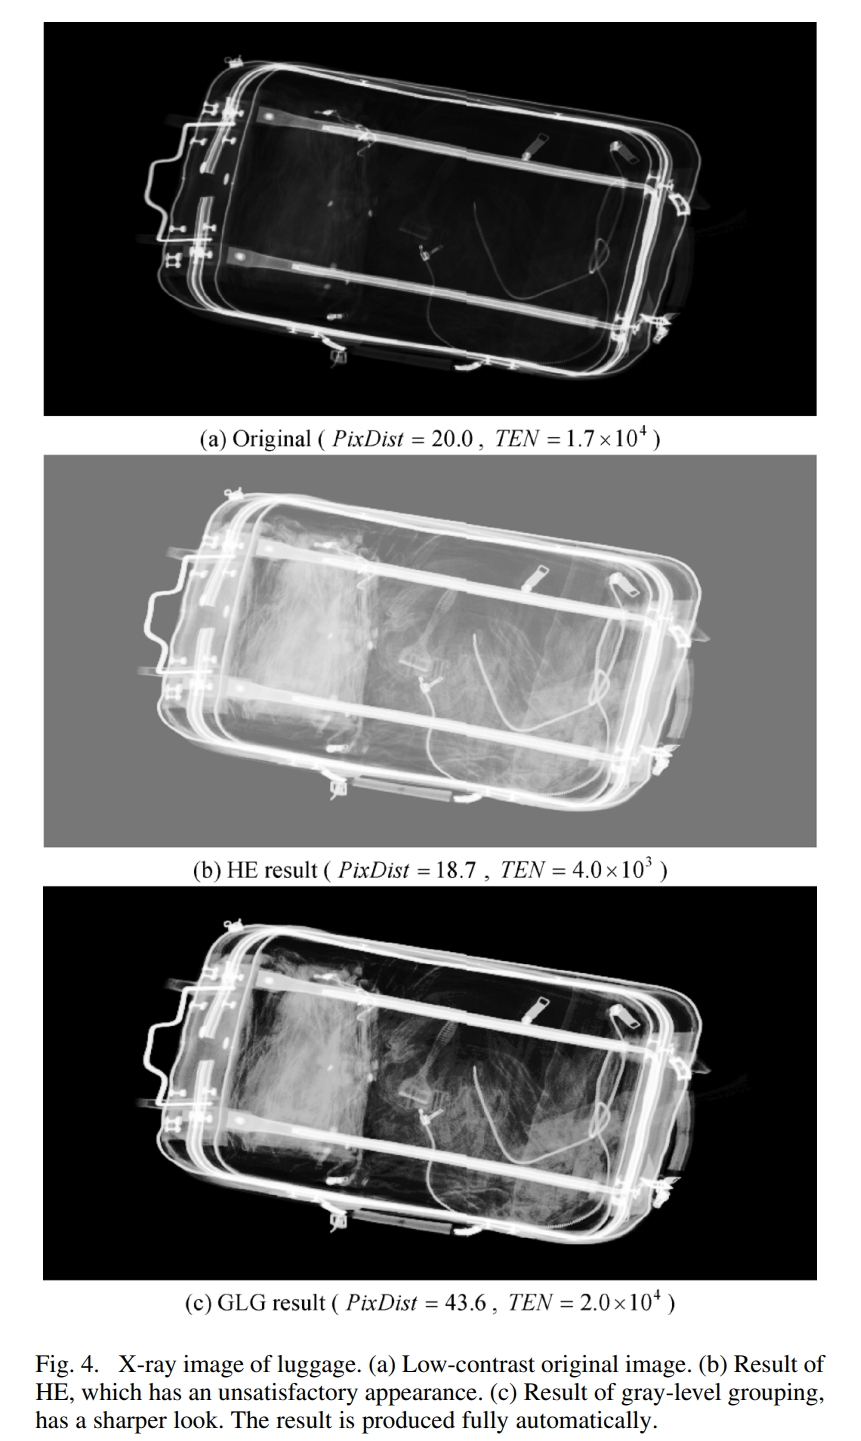 (a) Original ( PixDist = 20.0 , TEN = 1.7×10⁴ )
(b) HE result ( PixDist = 18.7 , TEN = 4.0×10³ )
(c) GLG result ( PixDist = 43.6 , TEN = 2.0×10⁴ )
Fig. 4. X-ray image of luggage. (a) Low-contrast original image. (b) Result of
HE, which has an unsatisfactory appearance. (c) Result of gray-level grouping,
has a sharper look. The result is produced fully automatically.